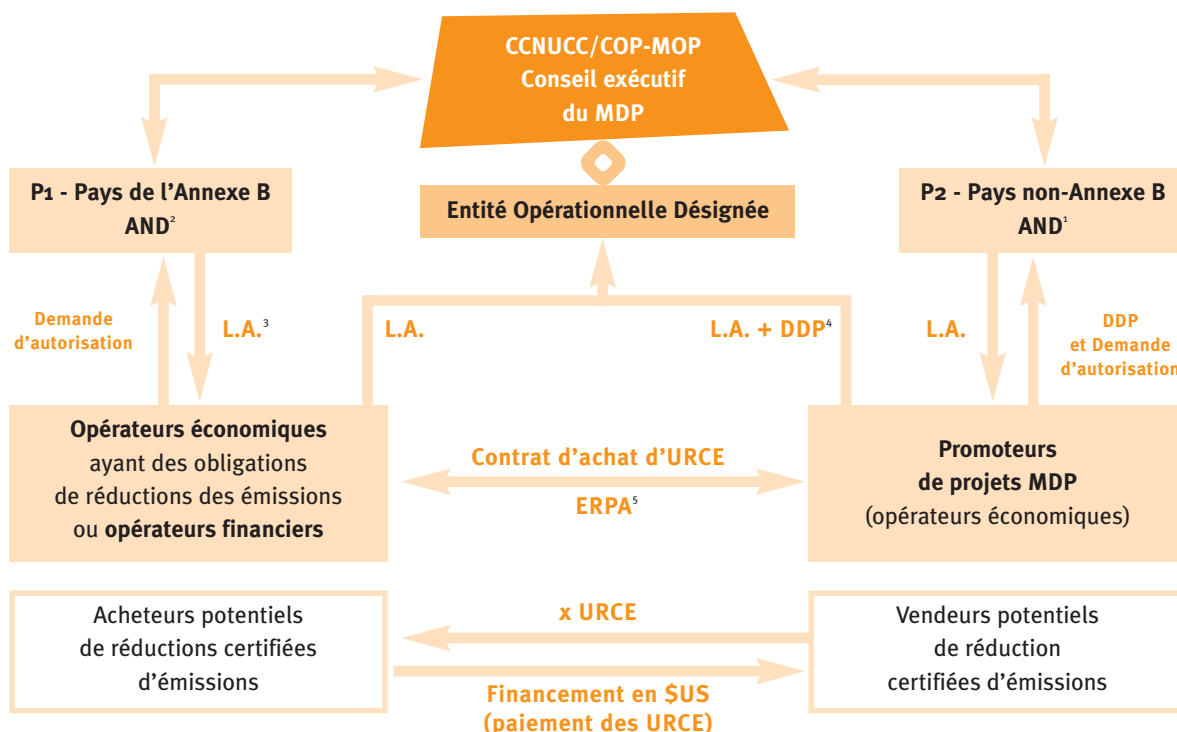 CCNUCC/COP-MOP
Conseil exécutif
du MDP
P1 - Pays de l'Annexe B
AND²
Entité Opérationnelle Désignée
P2 - Pays non-Annexe B
AND¹
Demande
d'autorisation
L.A.³
L.A.
L.A. + DDP⁴
L.A.
DDP
et Demande
d'autorisation
Opérateurs économiques
ayant des obligations
de réductions des émissions
ou opérateurs financiers
Contrat d'achat d'URCE
ERPA⁵
Promoteurs
de projets MDP
(opérateurs économiques)
Acheteurs potentiels
de réductions certifiées
d'émissions
x URCE
Financement en $US
(paiement des URCE)
Vendeurs potentiels
de réduction
certifiées d'émissions